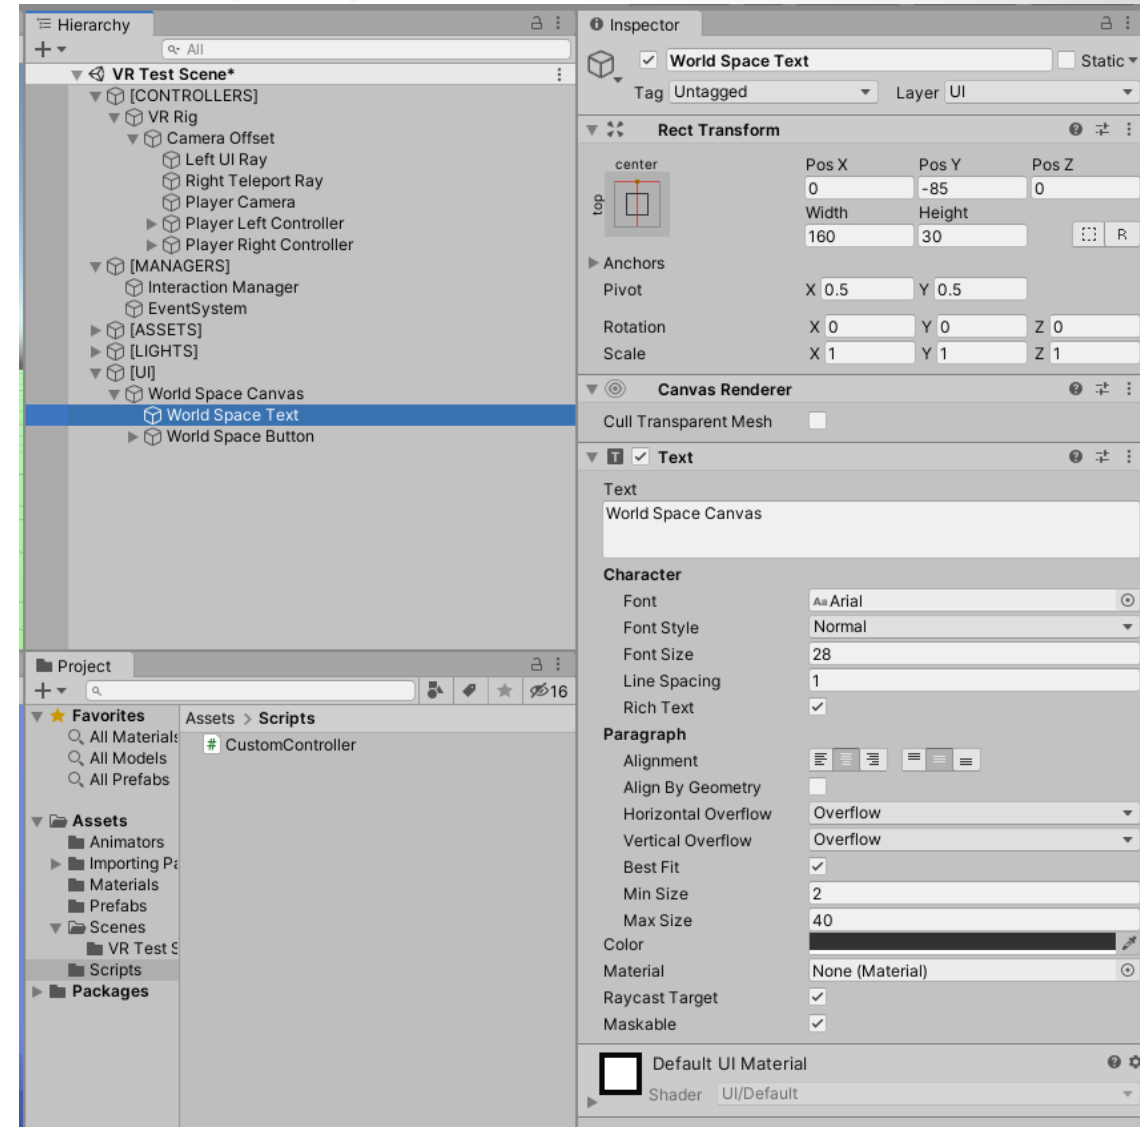 Hierarchy
All
VR Test Scene*
[CONTROLLERS]
VR Rig
Camera Offset
Left UI Ray
Right Teleport Ray
Player Camera
Player Left Controller
Player Right Controller
[MANAGERS]
Interaction Manager
EventSystem
[ASSETS]
[LIGHTS]
[UI]
World Space Canvas
World Space Text
World Space Button
Project
16
Favorites
All Materials
All Models
All Prefabs
Assets
Animators
Importing Pa
Materials
Prefabs
Scenes
VR Test S
Scripts
Packages
Assets > Scripts
# CustomController
Inspector
World Space Text Static
Tag Untagged Layer UI
Rect Transform
center
top
Pos X Pos Y Pos Z
0 -85 0
Width Height
160 30 R
Anchors
Pivot X 0.5 Y 0.5
Rotation X 0 Y 0 Z 0
Scale X 1 Y 1 Z 1
Canvas Renderer
Cull Transparent Mesh
T Text
Text
World Space Canvas
Character
Font Aa Arial
Font Style Normal
Font Size 28
Line Spacing 1
Rich Text
Paragraph
Alignment
Align By Geometry
Horizontal Overflow Overflow
Vertical Overflow Overflow
Best Fit
Min Size 2
Max Size 40
Color
Material None (Material)
Raycast Target
Maskable
Default UI Material
Shader UI/Default